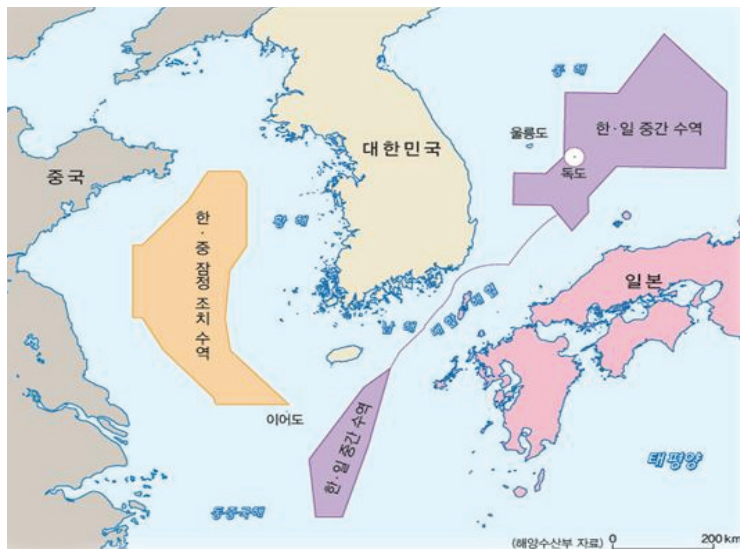 동해
한·일 중간 수역
울릉도
독도
대한민국
중국
황해
한·중 잠정 조치 수역
일본
남해
대한해협
이어도
한·일 중간 수역
태평양
동중국해
(해양수산부 자료)
0 200 km